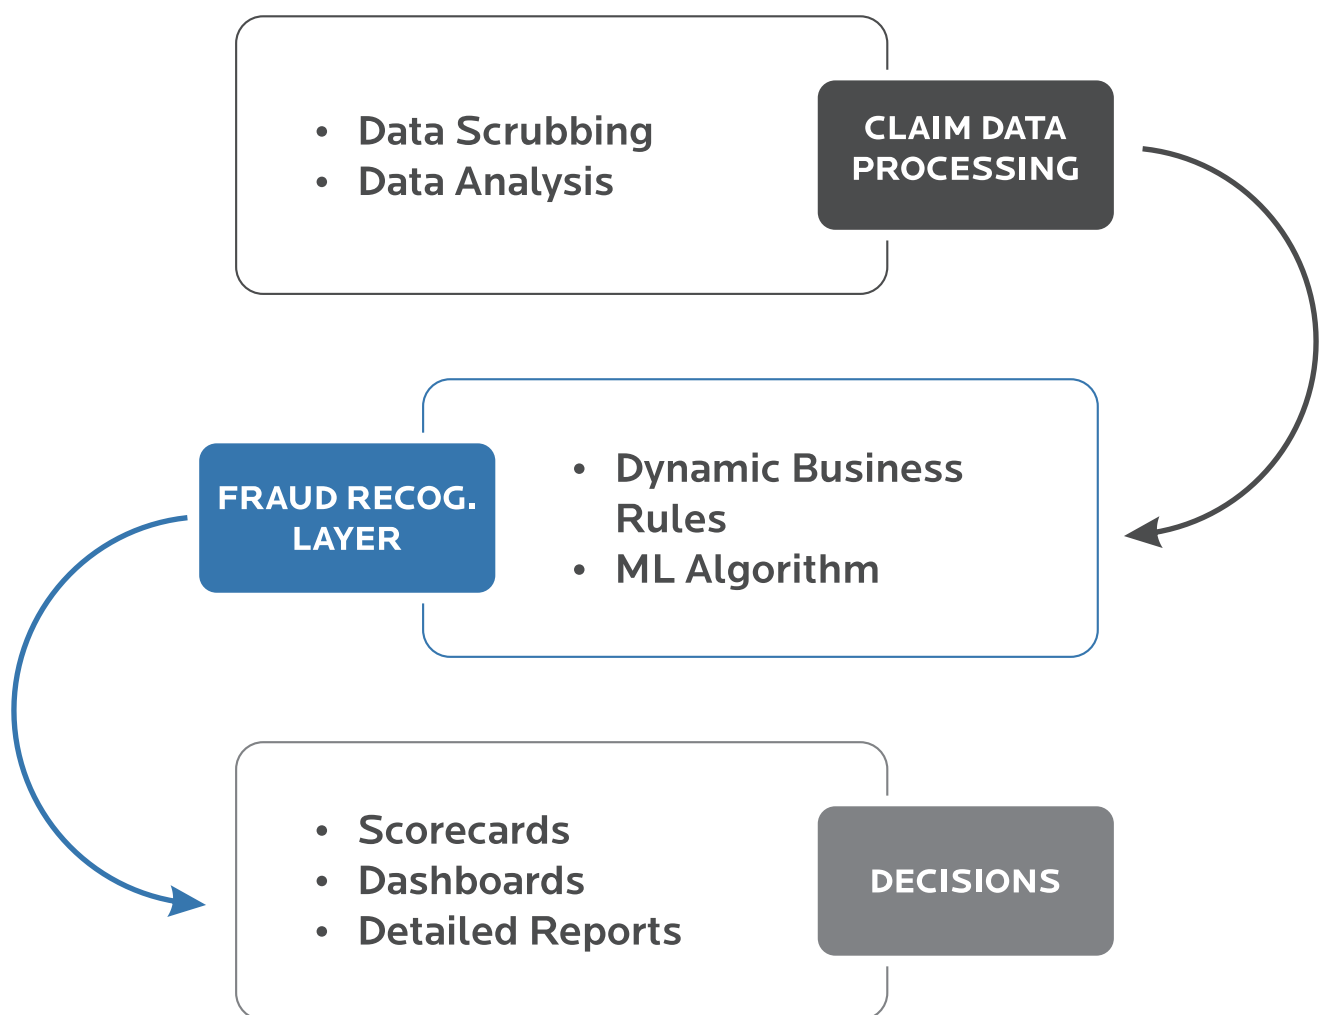 • Data Scrubbing
• Data Analysis
CLAIM DATA
PROCESSING
FRAUD RECOG.
LAYER
• Dynamic Business
Rules
• ML Algorithm
• Scorecards
• Dashboards
• Detailed Reports
DECISIONS